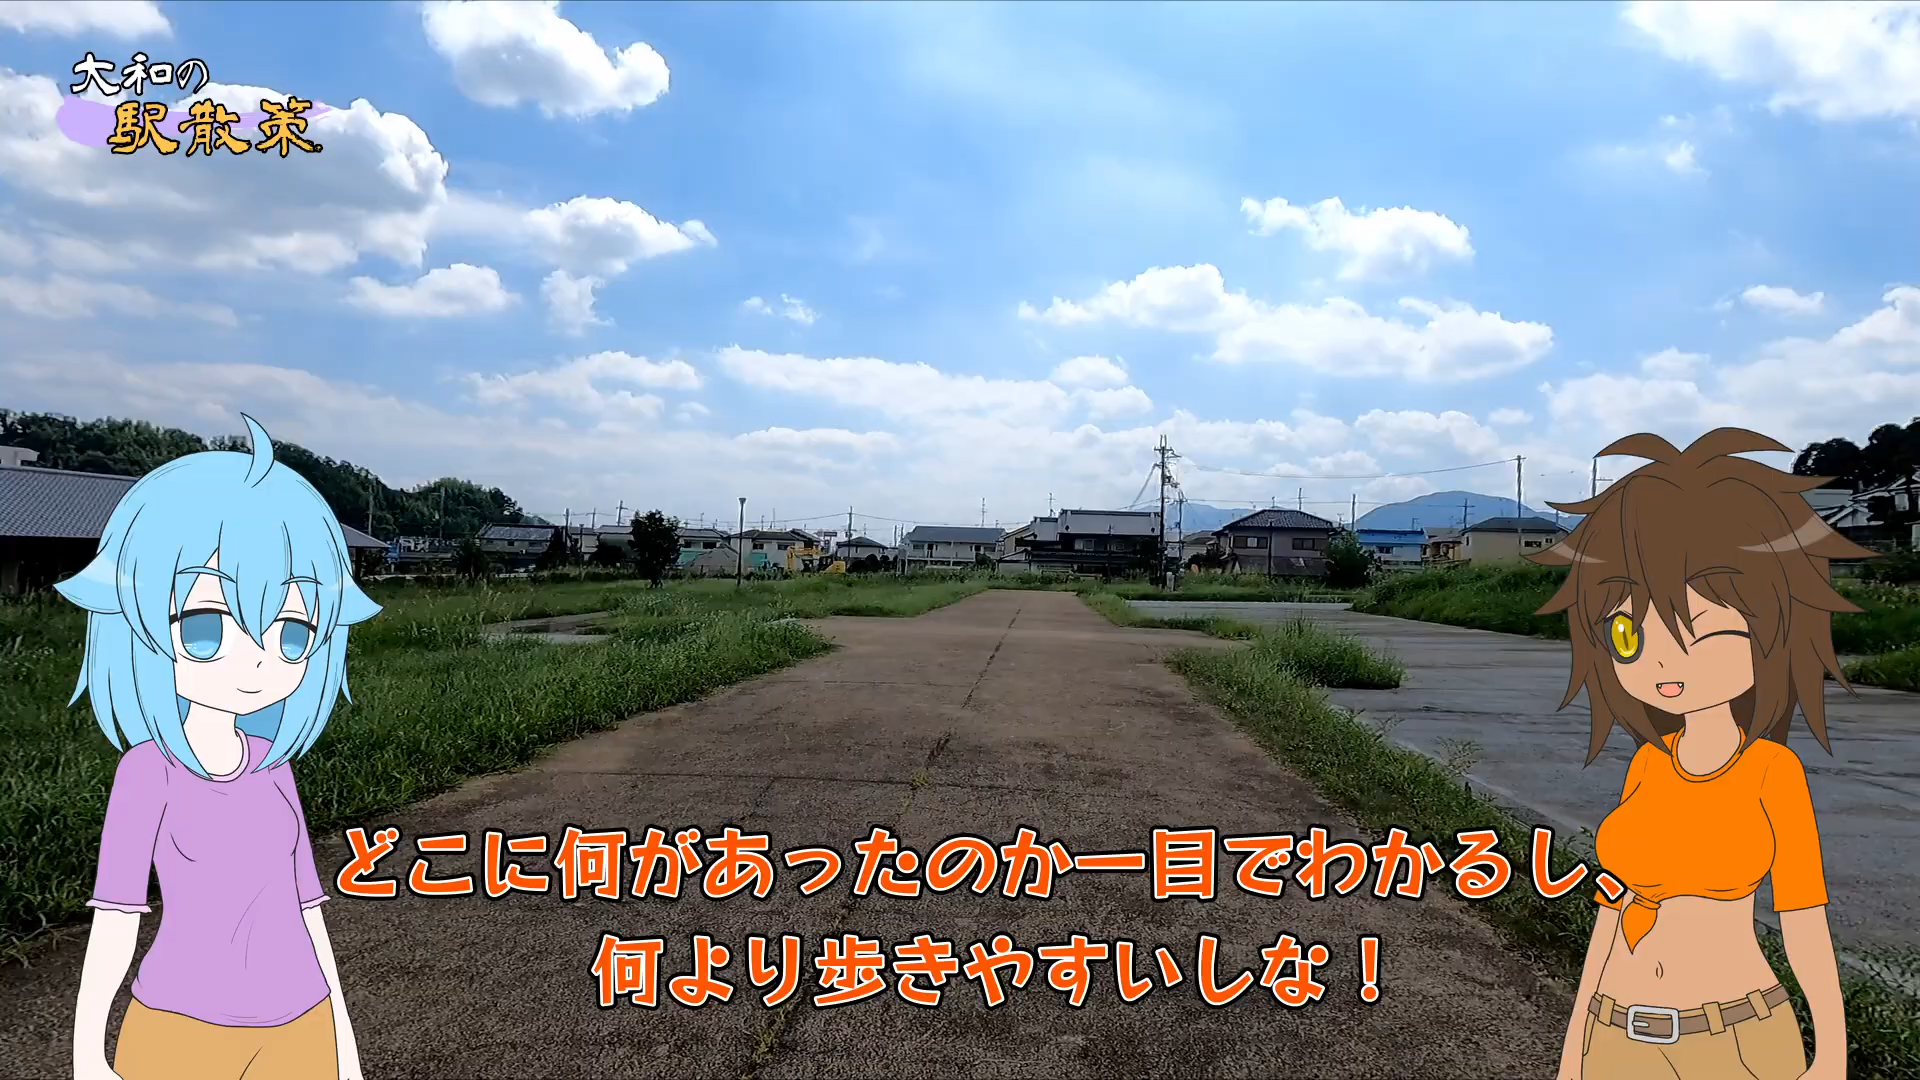 大和の
駅散策
どこに何があったのか一目でわかるし、
何より歩きやすいしな！